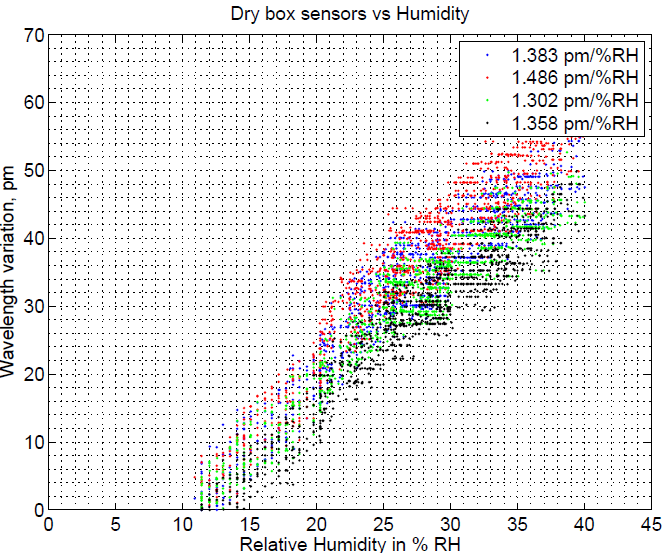 Dry box sensors vs Humidity
70
60
50
40
30
20
10
0
Wavelength variation, pm
1.383 pm/%RH
1.486 pm/%RH
1.302 pm/%RH
1.358 pm/%RH
0 5 10 15 20 25 30 35 40 45
Relative Humidity in % RH